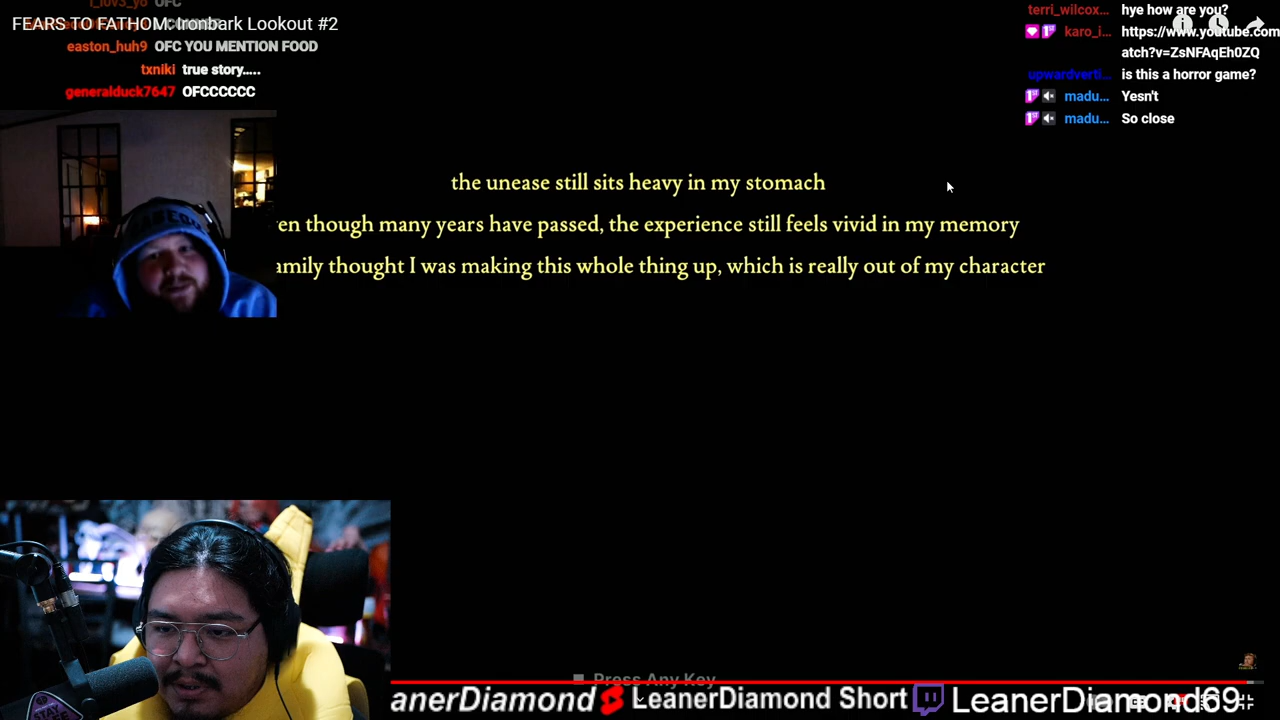 FEARS TO FATHOM: Ironbark Lookout #2
easton_huh9 OFC YOU MENTION FOOD
txniki true story.....
generalduck7647 OFCCCCCC
terri_wilcox... hye how are you?
karo_i... https://www.youtube.com
atch?v=ZsNFAqEh0ZQ
upwardverti... is this a horror game?
madu... Yesn't
madu... So close
the unease still sits heavy in my stomach
en though many years have passed, the experience still feels vivid in my memory
amily thought I was making this whole thing up, which is really out of my character
Press Any Key
anerDiamond LeanerDiamond Short LeanerDiamond69